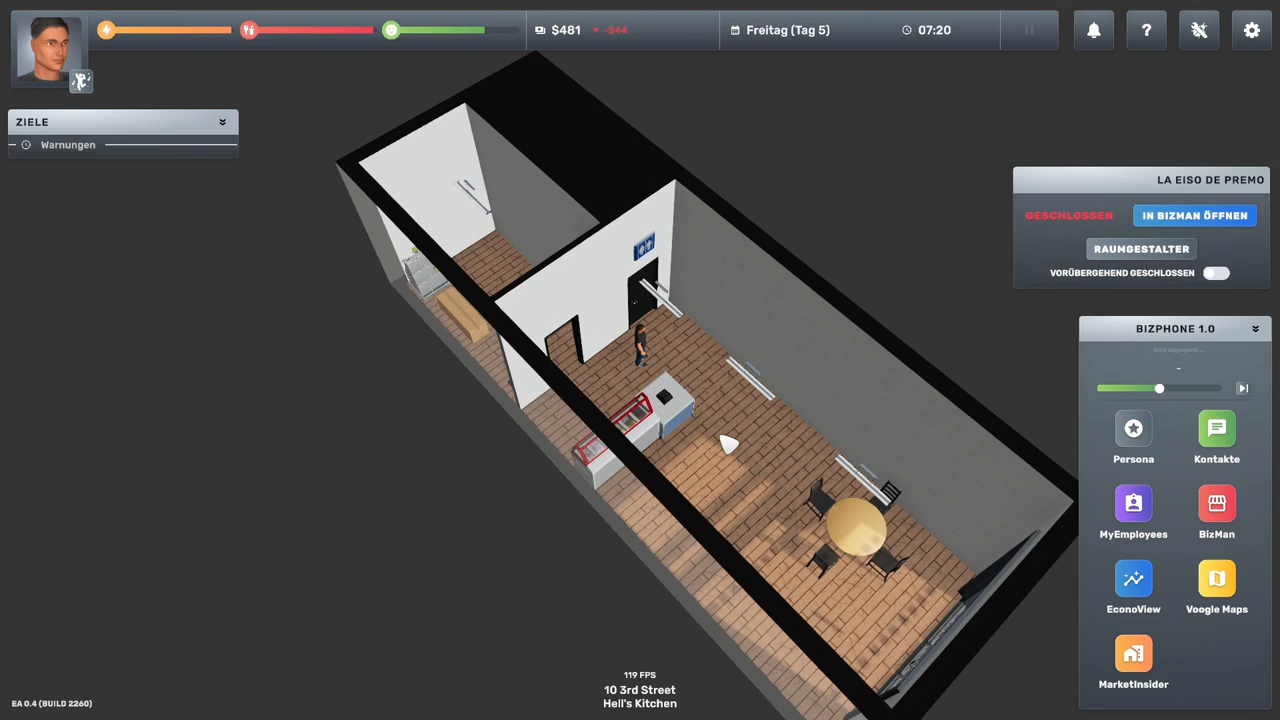 $481
-$44
Freitag (Tag 5)
07:20
?
ZIELE
Warnungen
LA EISO DE PREMO
GESCHLOSSEN
IN BIZMAN ÖFFNEN
RAUMGESTALTER
VORÜBERGEHEND GESCHLOSSEN
BIZPHONE 1.0
-
Persona
Kontakte
MyEmployees
BizMan
EconoView
Voogle Maps
MarketInsider
119 FPS
10 3rd Street
Hell's Kitchen
EA 0.4 (BUILD 2260)